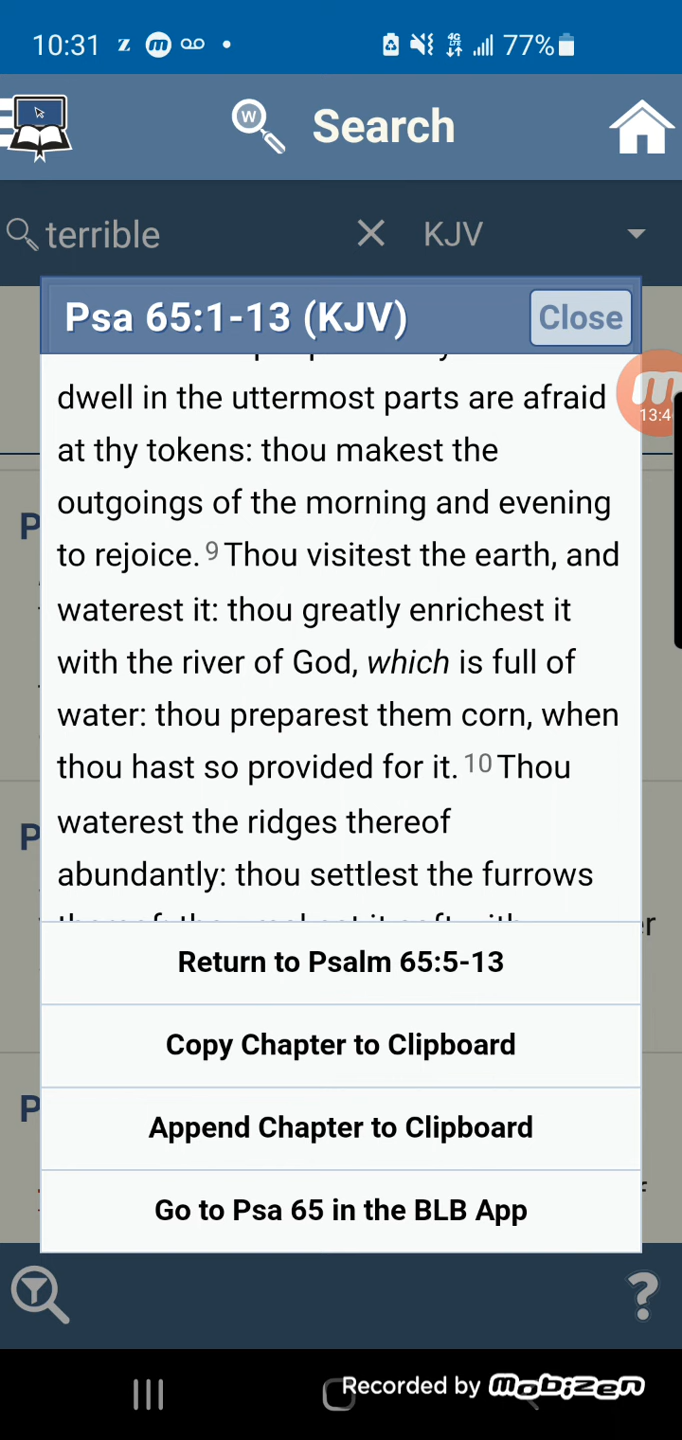 10:31 z m 4G 77%
W Search
terrible KJV
Psa 65:1-13 (KJV) Close
13:4
dwell in the uttermost parts are afraid
at thy tokens: thou makest the
outgoings of the morning and evening
to rejoice. 9 Thou visitest the earth, and
waterest it: thou greatly enrichest it
with the river of God, which is full of
water: thou preparest them corn, when
thou hast so provided for it. 10 Thou
waterest the ridges thereof
abundantly: thou settlest the furrows
Return to Psalm 65:5-13
Copy Chapter to Clipboard
Append Chapter to Clipboard
Go to Psa 65 in the BLB App
?
Recorded by Mobizen